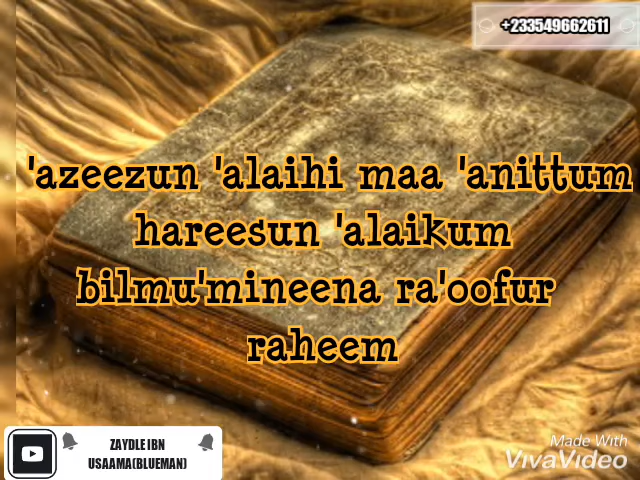 +233549662611
'azeezun 'alaihi maa 'anittum
hareesun 'alaikum
bilmu'mineena ra'oofur
raheem
ZAYDLE IBN
USAAMA(BLUEMAN)
Made With
VivaVideo